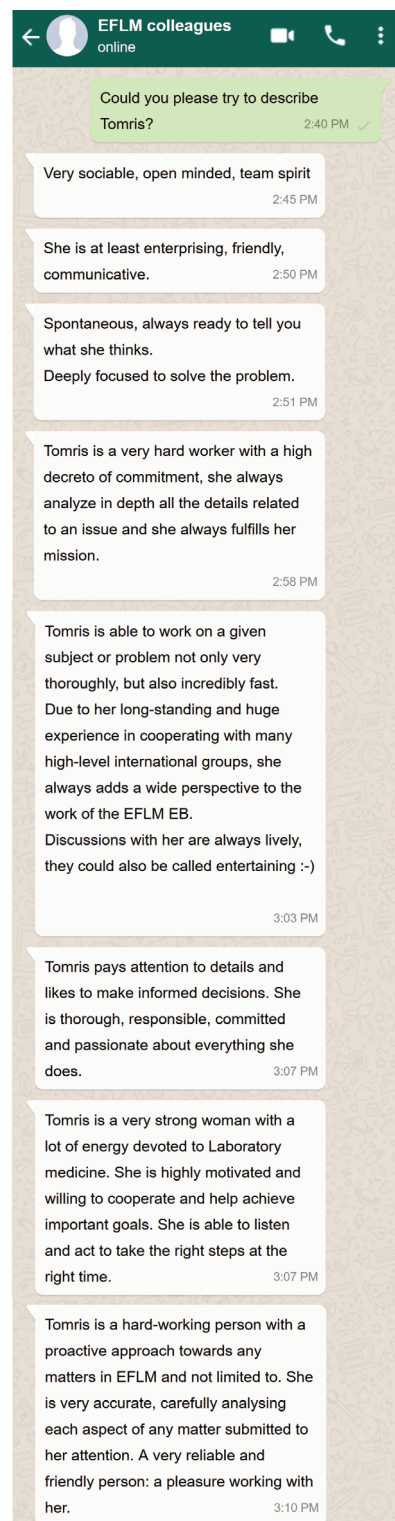 EFLM colleagues
online
Could you please try to describe
Tomris?
2:40 PM
Very sociable, open minded, team spirit
2:45 PM
She is at least enterprising, friendly,
communicative.
2:50 PM
Spontaneous, always ready to tell you
what she thinks.
Deeply focused to solve the problem.
2:51 PM
Tomris is a very hard worker with a high
decreto of commitment, she always
analyze in depth all the details related
to an issue and she always fulfills her
mission.
2:58 PM
Tomris is able to work on a given
subject or problem not only very
thoroughly, but also incredibly fast.
Due to her long-standing and huge
experience in cooperating with many
high-level international groups, she
always adds a wide perspective to the
work of the EFLM EB.
Discussions with her are always lively,
they could also be called entertaining :-)
3:03 PM
Tomris pays attention to details and
likes to make informed decisions. She
is thorough, responsible, committed
and passionate about everything she
does.
3:07 PM
Tomris is a very strong woman with a
lot of energy devoted to Laboratory
medicine. She is highly motivated and
willing to cooperate and help achieve
important goals. She is able to listen
and act to take the right steps at the
right time.
3:07 PM
Tomris is a hard-working person with a
proactive approach towards any
matters in EFLM and not limited to. She
is very accurate, carefully analysing
each aspect of any matter submitted to
her attention. A very reliable and
friendly person: a pleasure working with
her.
3:10 PM